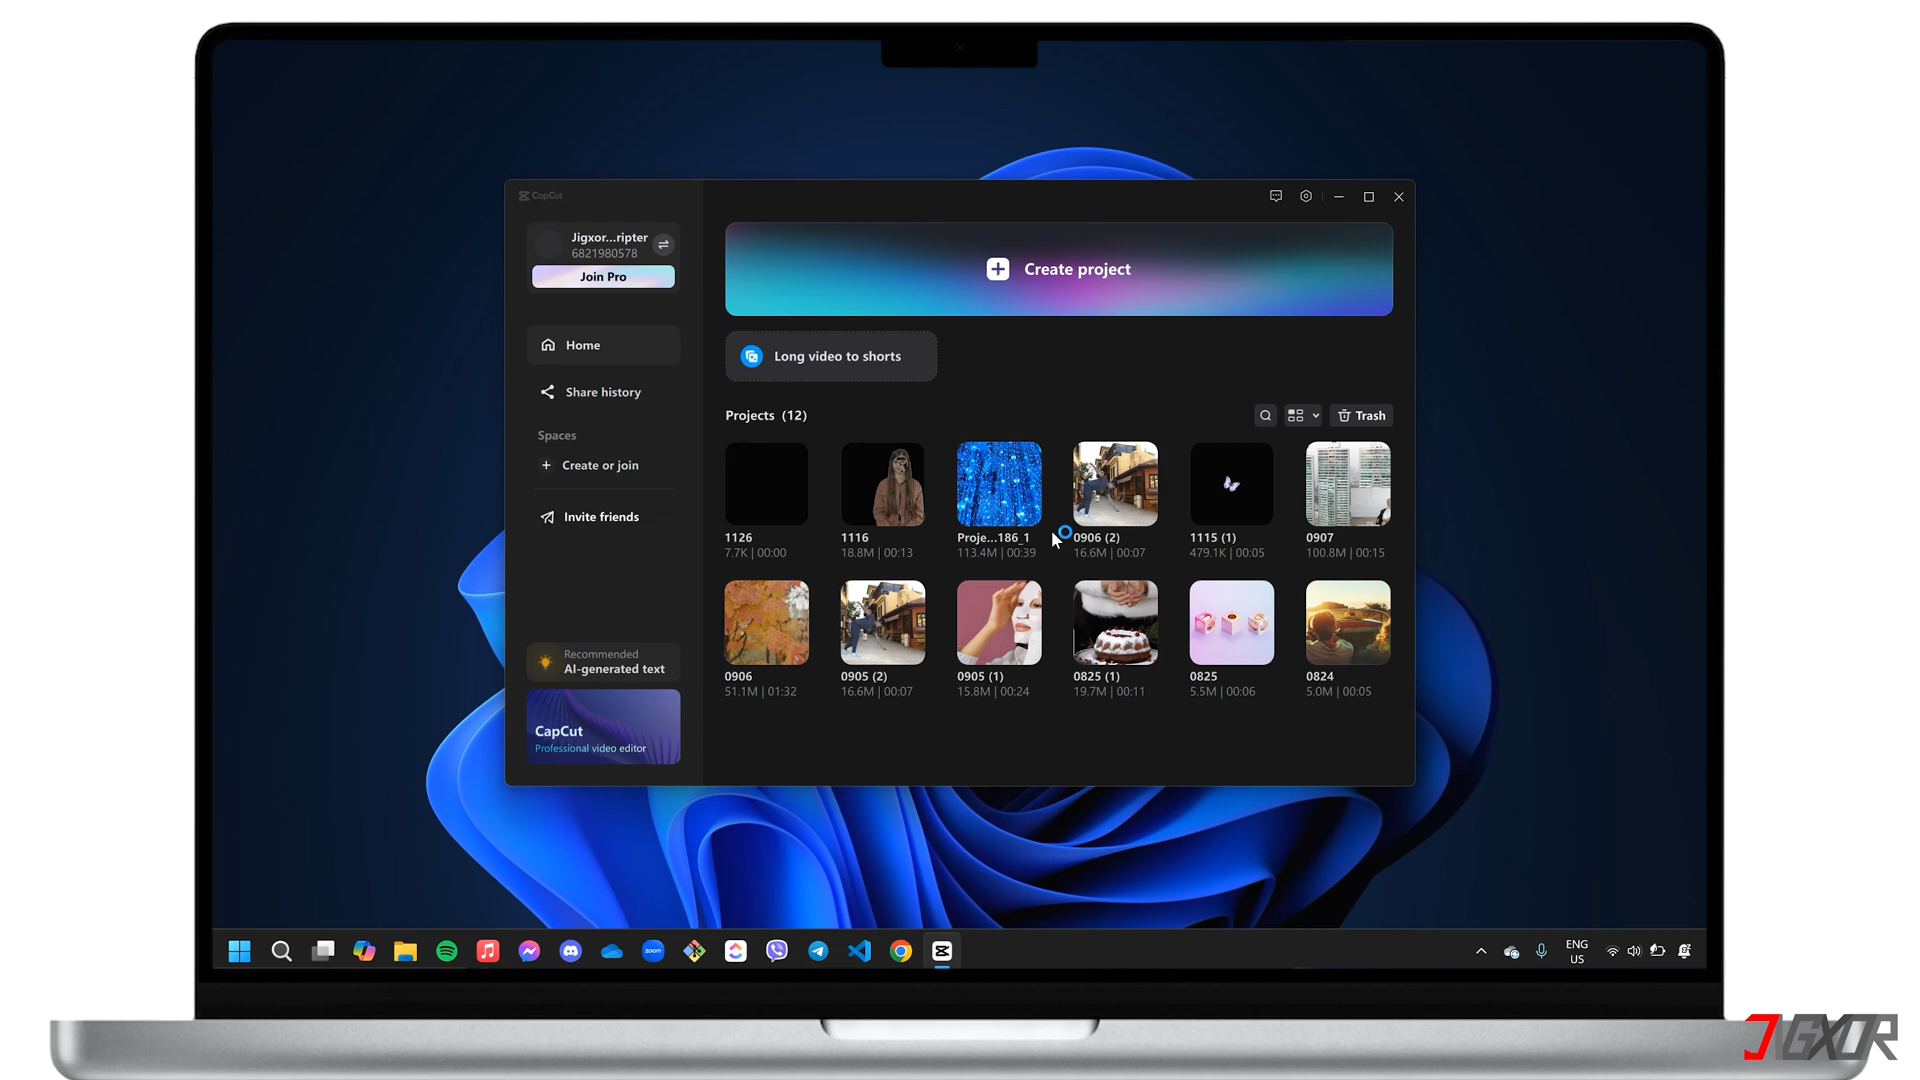 CapCut
Jigxor...ripter
6821980578
Join Pro
Home
Share history
Spaces
+ Create or join
Invite friends
Recommended
AI-generated text
CapCut
Professional video editor
Create project
Long video to shorts
Projects (12)
Trash
1126
7.7K | 00:00
1116
18.8M | 00:13
Proje...186_1
113.4M | 00:39
0906 (2)
16.6M | 00:07
1115 (1)
479.1K | 00:05
0907
100.8M | 00:15
0906
51.1M | 01:32
0905 (2)
16.6M | 00:07
0905 (1)
15.8M | 00:24
0825 (1)
19.7M | 00:11
0825
5.5M | 00:06
0824
5.0M | 00:05
zoom
ENG
US
JIGXOR